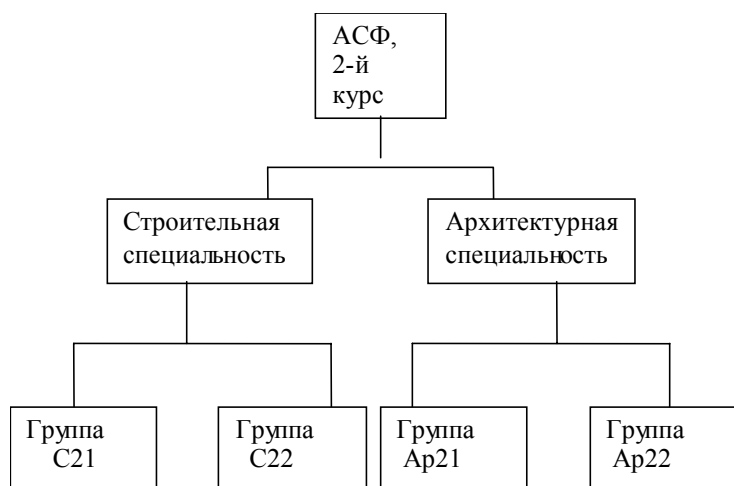 АСФ,
2-й
курс
Строительная
специальность
Архитектурная
специальность
Группа
С21
Группа
С22
Группа
Ар21
Группа
Ар22